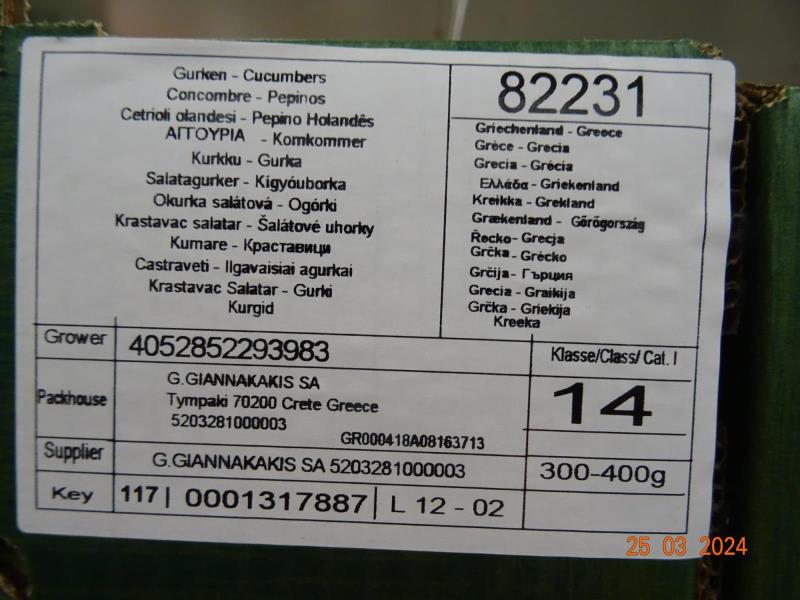 Gurken - Cucumbers
Concombre - Pepinos
Cetrioli olandesi - Pepino Holandês
ΑΓΓΟΥΡΙΑ - Komkommer
Kurkku - Gurka
Salatagurker - Kígyóuborka
Okurka salátová - Ogórki
Krastavac salatar - Šalátové uhorky
Kumare - Краставици
Castraveti - Ilgavaisiai agurkai
Krastavac Salatar - Gurki
Kurgid
82231
Griechenland - Greece
Gréce - Grecia
Grecia - Grécia
Ελλάδα - Griekenland
Kreikka - Grekland
Grækenland - Görögország
Řecko - Grecja
Grčka - Grécko
Grčija - Гърция
Grecia - Graikija
Grčka - Griekija
Kreeka
Grower 4052852293983
Klasse/Class/ Cat. I
Packhouse
G.GIANNAKAKIS SA
Tympaki 70200 Crete Greece
5203281000003
GR000418A08163713
14
Supplier G.GIANNAKAKIS SA 5203281000003
300-400g
Key 117| 0001317887| L 12 - 02
25 03 2024